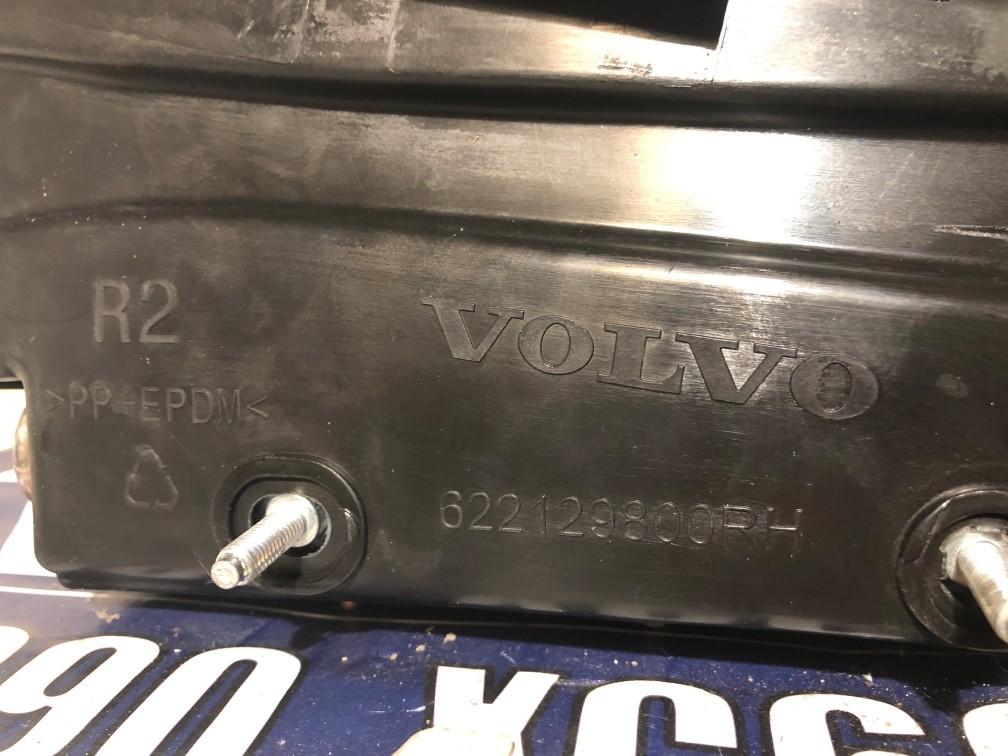 R2
VOLVO
>PP+EPDM<
622129800RH